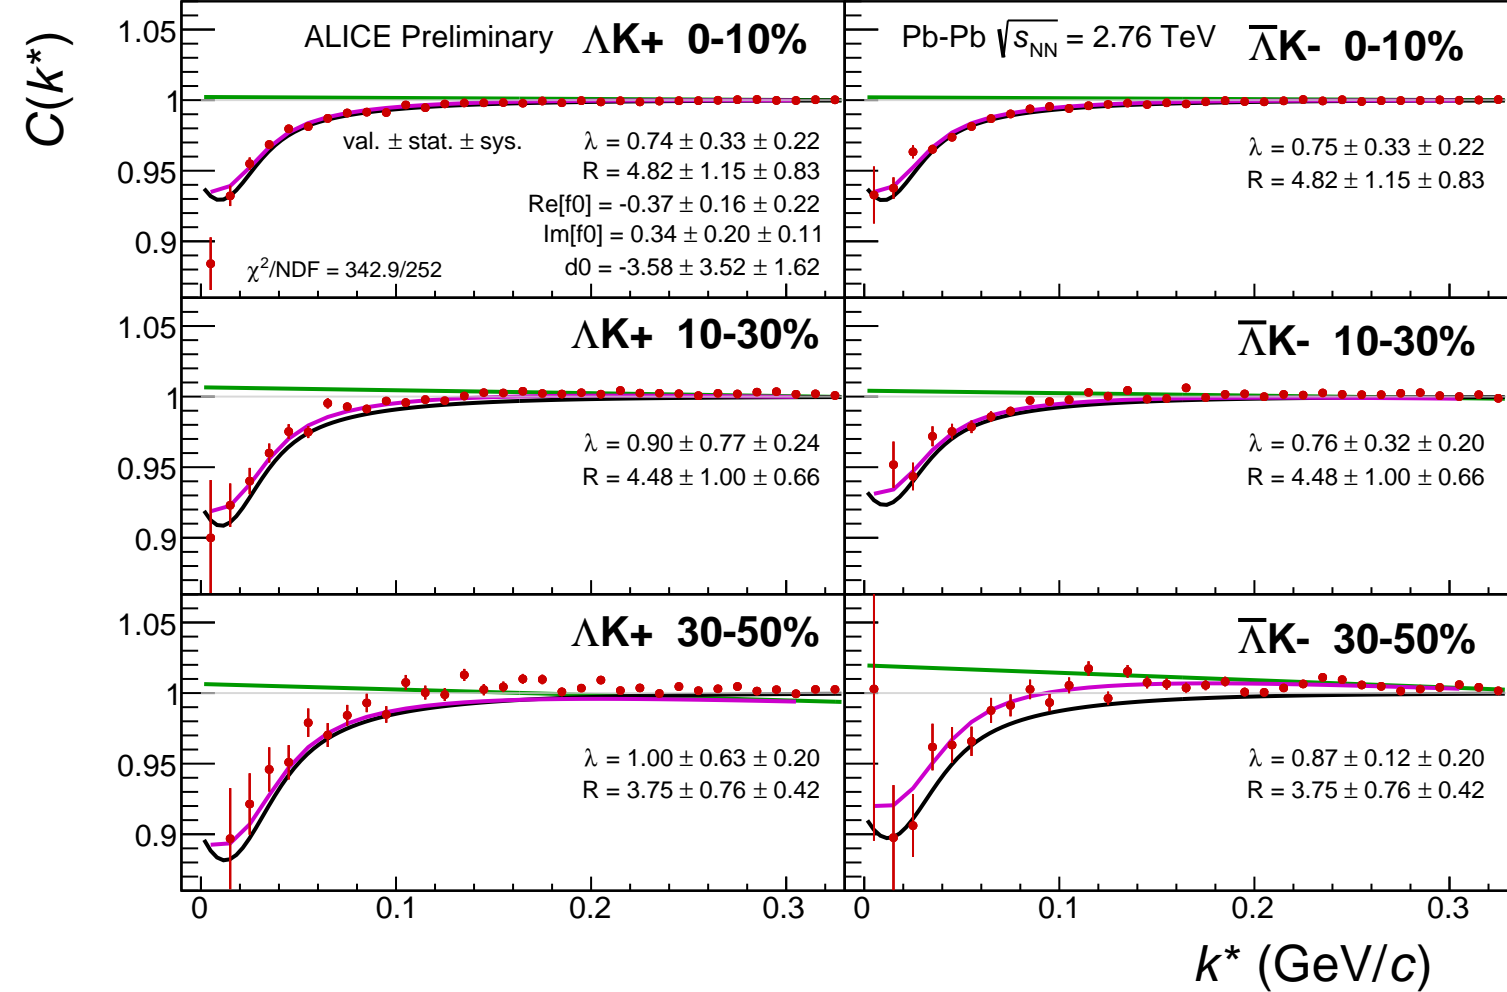 C(k*)
ALICE Preliminary ΛK+ 0-10%
val. ± stat. ± sys.
λ = 0.74 ± 0.33 ± 0.22
R = 4.82 ± 1.15 ± 0.83
Re[f0] = -0.37 ± 0.16 ± 0.22
Im[f0] = 0.34 ± 0.20 ± 0.11
d0 = -3.58 ± 3.52 ± 1.62
χ²/NDF = 342.9/252
1.05
1
0.95
0.9
Pb-Pb √s_NN = 2.76 TeV Λ̅K- 0-10%
λ = 0.75 ± 0.33 ± 0.22
R = 4.82 ± 1.15 ± 0.83
ΛK+ 10-30%
λ = 0.90 ± 0.77 ± 0.24
R = 4.48 ± 1.00 ± 0.66
1.05
1
0.95
0.9
Λ̅K- 10-30%
λ = 0.76 ± 0.32 ± 0.20
R = 4.48 ± 1.00 ± 0.66
ΛK+ 30-50%
λ = 1.00 ± 0.63 ± 0.20
R = 3.75 ± 0.76 ± 0.42
1.05
1
0.95
0.9
Λ̅K- 30-50%
λ = 0.87 ± 0.12 ± 0.20
R = 3.75 ± 0.76 ± 0.42
0 0.1 0.2 0.3
0 0.1 0.2 0.3
k* (GeV/c)